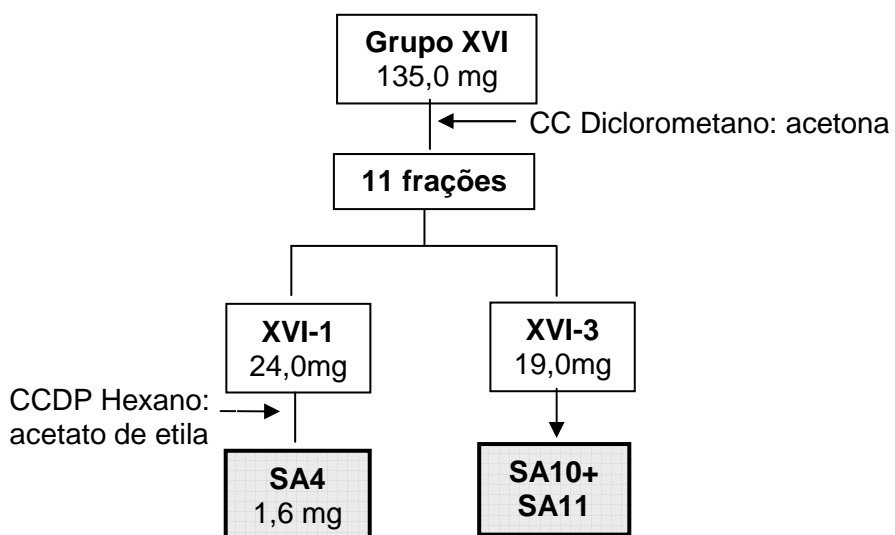 Grupo XVI
135,0 mg
CC Diclorometano: acetona
11 frações
XVI-1
24,0mg
XVI-3
19,0mg
CCDP Hexano:
acetato de etila
SA4
1,6 mg
SA10+
SA11